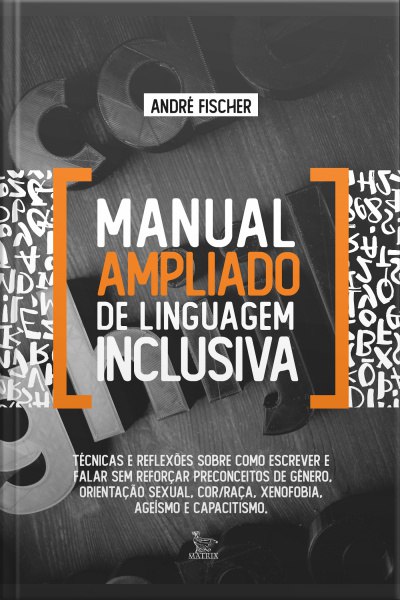 ANDRÉ FISCHER
MANUAL
AMPLIADO
DE LINGUAGEM
INCLUSIVA
TÉCNICAS E REFLEXÕES SOBRE COMO ESCREVER E
FALAR SEM REFORÇAR PRECONCEITOS DE GÊNERO,
ORIENTAÇÃO SEXUAL, COR/RAÇA, XENOFOBIA,
AGEÍSMO E CAPACITISMO.
MATRIX